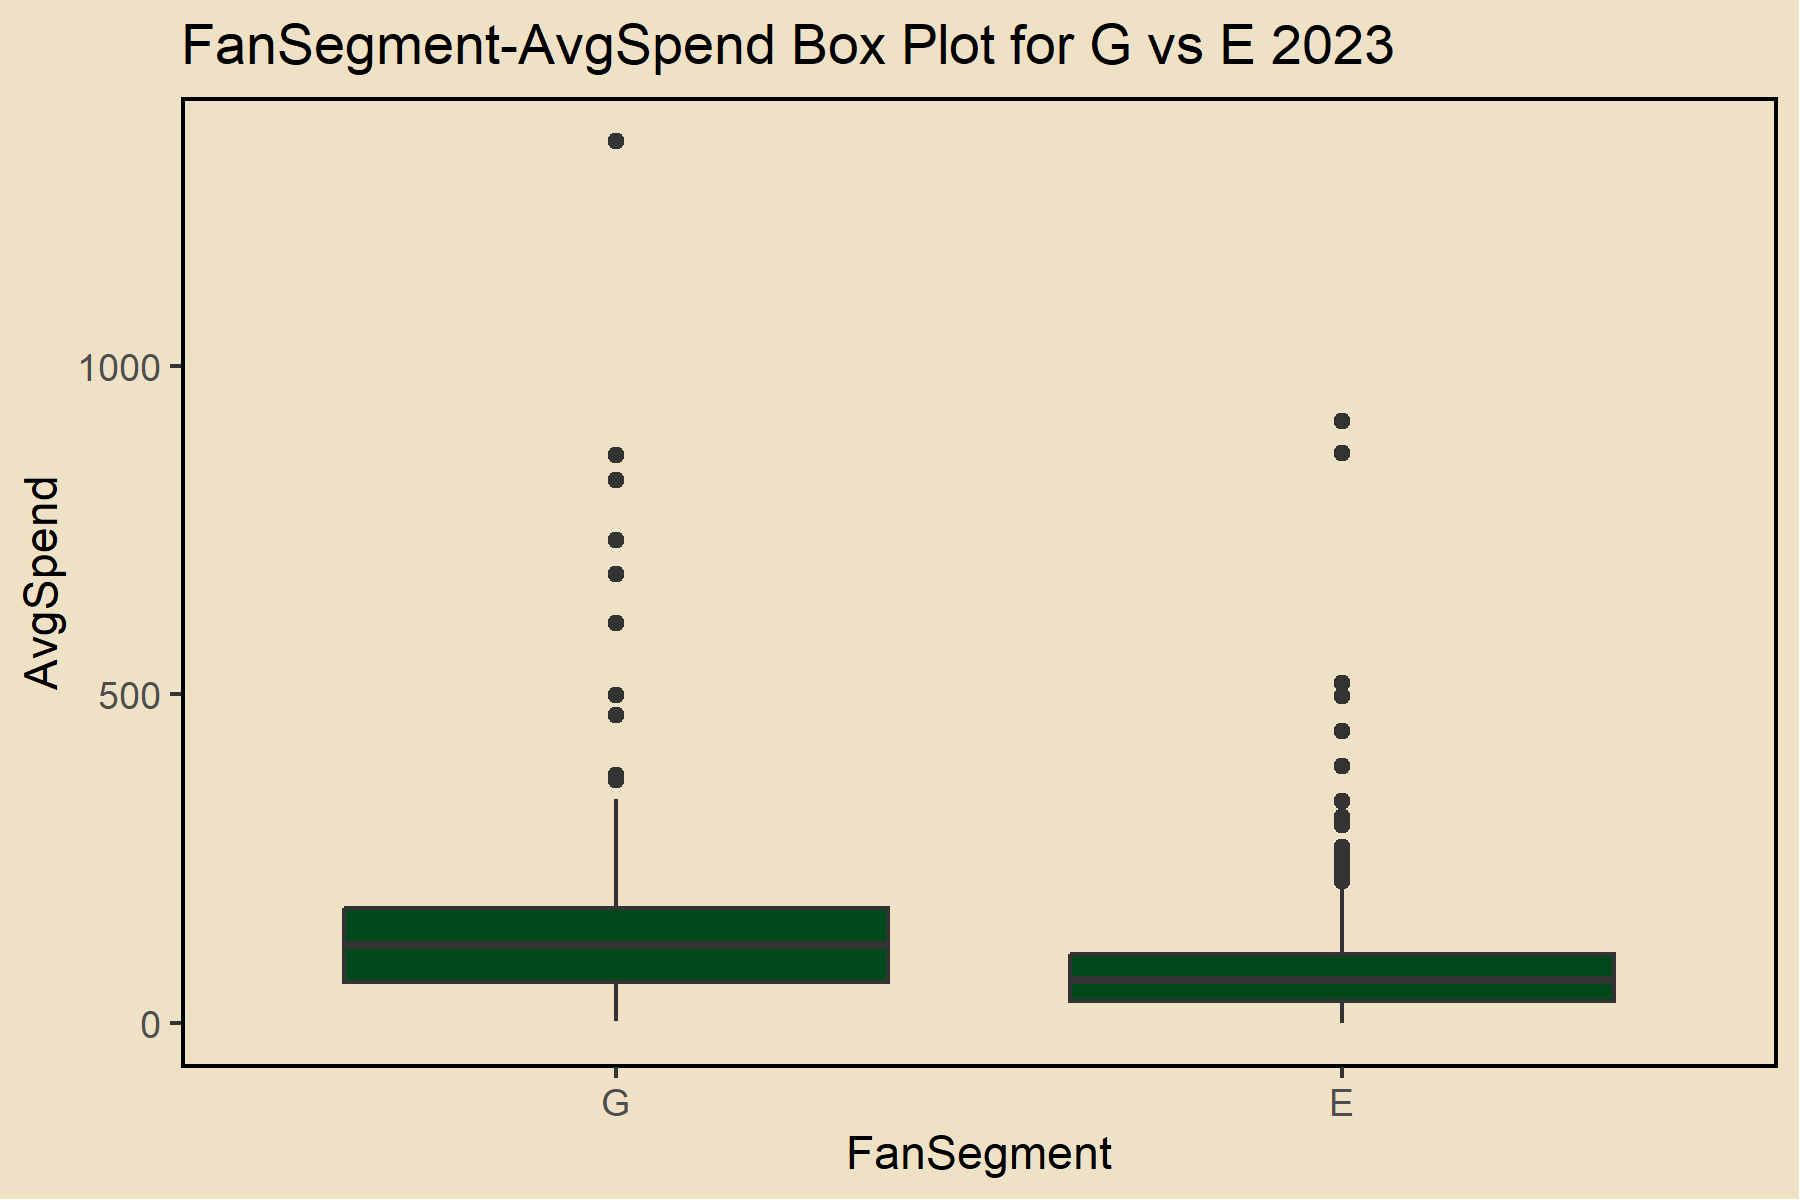 FanSegment-AvgSpend Box Plot for G vs E 2023
AvgSpend
1000
500
0
G
E
FanSegment